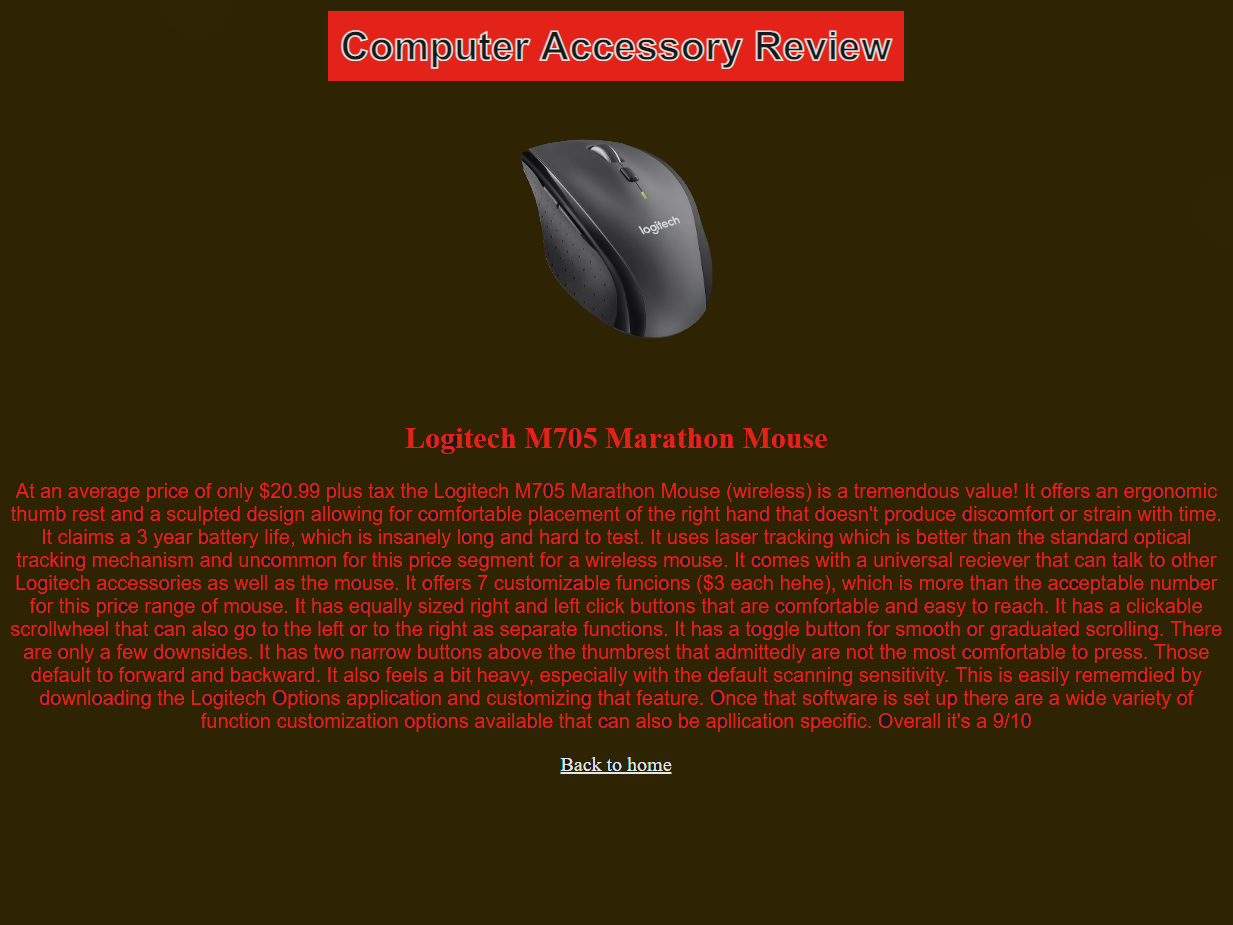 Computer Accessory Review
logitech
Logitech M705 Marathon Mouse
At an average price of only $20.99 plus tax the Logitech M705 Marathon Mouse (wireless) is a tremendous value! It offers an ergonomic
thumb rest and a sculpted design allowing for comfortable placement of the right hand that doesn't produce discomfort or strain with time.
It claims a 3 year battery life, which is insanely long and hard to test. It uses laser tracking which is better than the standard optical
tracking mechanism and uncommon for this price segment for a wireless mouse. It comes with a universal reciever that can talk to other
Logitech accessories as well as the mouse. It offers 7 customizable funcions ($3 each hehe), which is more than the acceptable number
for this price range of mouse. It has equally sized right and left click buttons that are comfortable and easy to reach. It has a clickable
scrollwheel that can also go to the left or to the right as separate functions. It has a toggle button for smooth or graduated scrolling. There
are only a few downsides. It has two narrow buttons above the thumbrest that admittedly are not the most comfortable to press. Those
default to forward and backward. It also feels a bit heavy, especially with the default scanning sensitivity. This is easily rememdied by
downloading the Logitech Options application and customizing that feature. Once that software is set up there are a wide variety of
function customization options available that can also be apllication specific. Overall it's a 9/10
Back to home